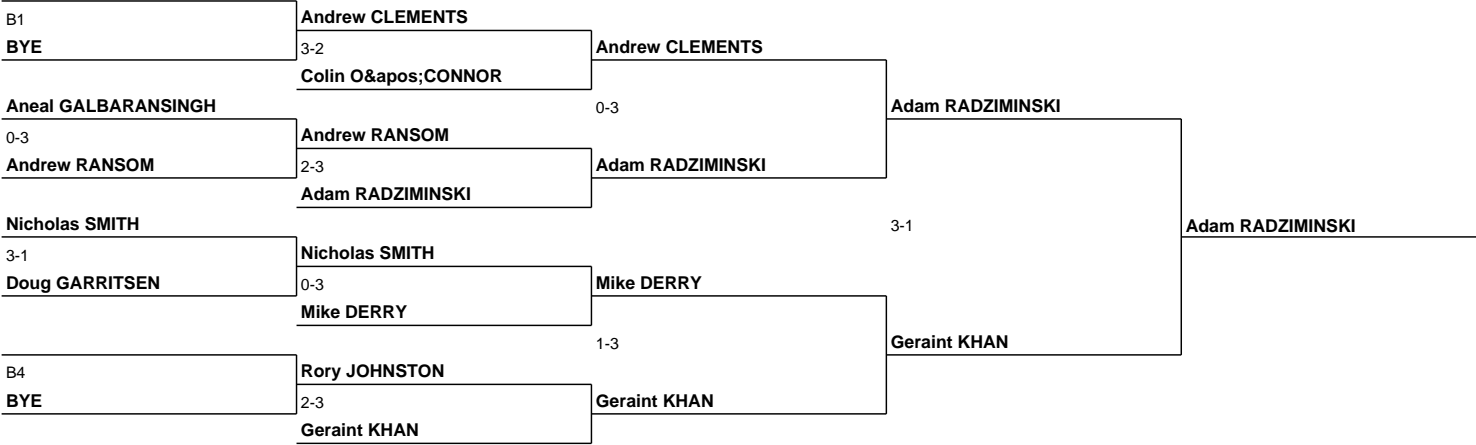 B1
BYE
Andrew CLEMENTS
3-2
Colin O&apos;CONNOR
Andrew CLEMENTS
Aneal GALBARANSINGH
0-3
Andrew RANSOM
Andrew RANSOM
2-3
Adam RADZIMINSKI
0-3
Adam RADZIMINSKI
Adam RADZIMINSKI
Nicholas SMITH
3-1
Doug GARRITSEN
Nicholas SMITH
0-3
Mike DERRY
Mike DERRY
3-1
Adam RADZIMINSKI
B4
BYE
Rory JOHNSTON
2-3
Geraint KHAN
1-3
Geraint KHAN
Geraint KHAN